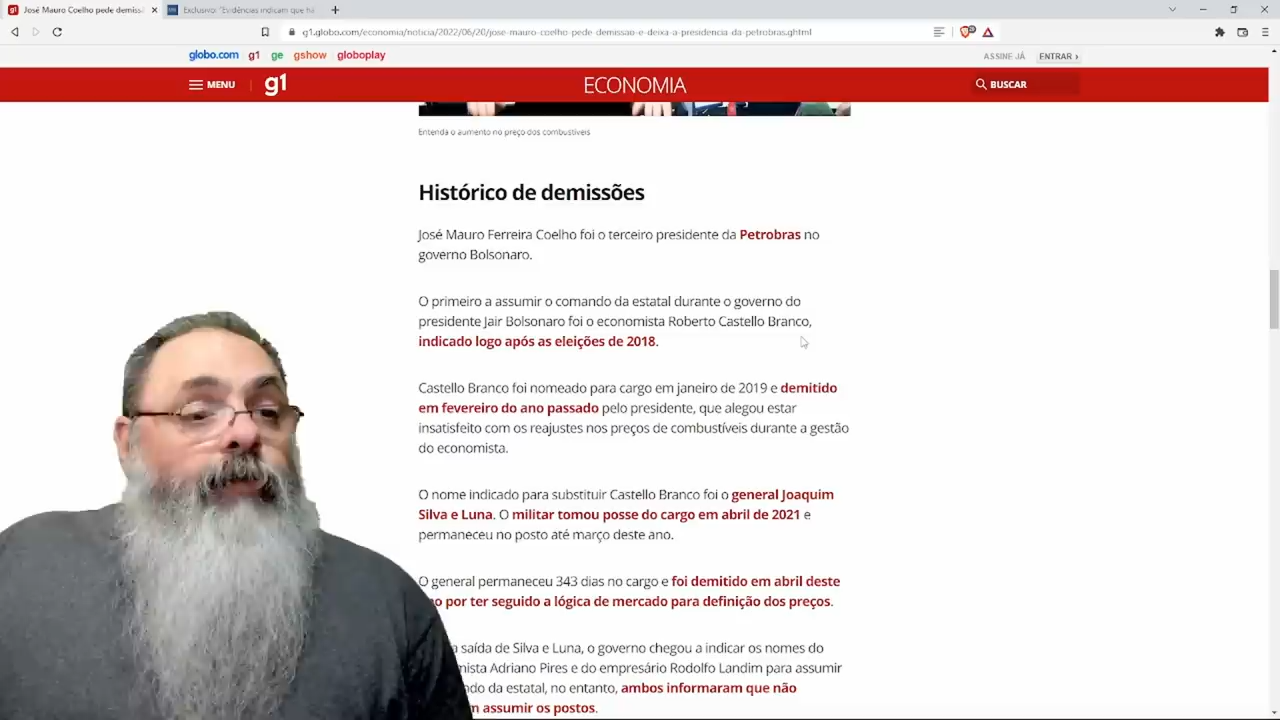 José Mauro Coelho pede demiss
Exclusivo: "Evidências indicam que há
g1.globo.com/economia/noticia/2022/06/20/jose-mauro-coelho-pede-demissao-e-deixa-a-presidencia-da-petrobras.ghtml
globo.com g1 ge gshow globoplay ASSINE JÁ ENTRAR ›
MENU g1 ECONOMIA BUSCAR
Entenda o aumento no preço dos combustíveis
Histórico de demissões
José Mauro Ferreira Coelho foi o terceiro presidente da Petrobras no
governo Bolsonaro.
O primeiro a assumir o comando da estatal durante o governo do
presidente Jair Bolsonaro foi o economista Roberto Castello Branco,
indicado logo após as eleições de 2018.
Castello Branco foi nomeado para cargo em janeiro de 2019 e demitido
em fevereiro do ano passado pelo presidente, que alegou estar
insatisfeito com os reajustes nos preços de combustíveis durante a gestão
do economista.
O nome indicado para substituir Castello Branco foi o general Joaquim
Silva e Luna. O militar tomou posse do cargo em abril de 2021 e
permaneceu no posto até março deste ano.
O general permaneceu 343 dias no cargo e foi demitido em abril deste
por ter seguido a lógica de mercado para definição dos preços.
a saída de Silva e Luna, o governo chegou a indicar os nomes do
mista Adriano Pires e do empresário Rodolfo Landim para assumir
ndo da estatal, no entanto, ambos informaram que não
m assumir os postos.